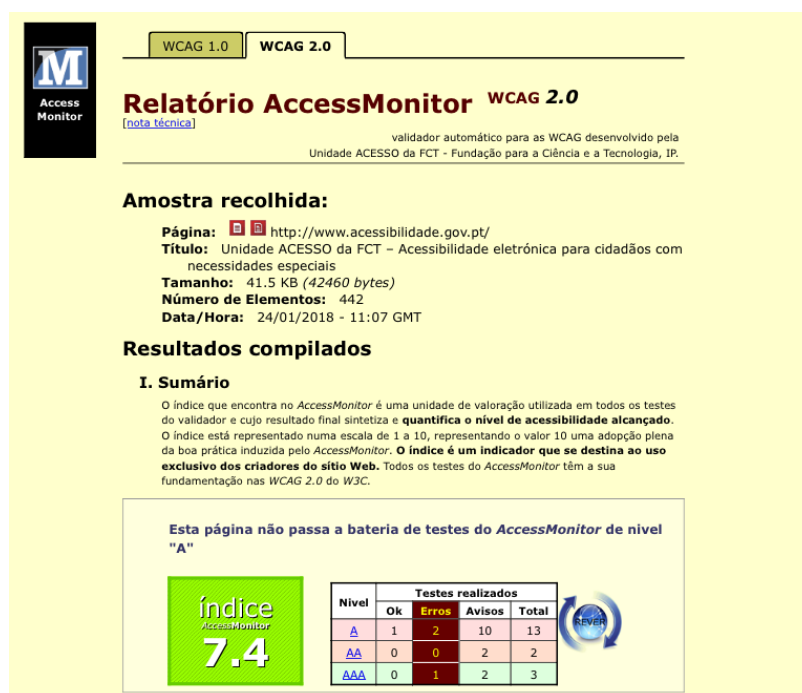 WCAG 1.0 WCAG 2.0
M
Access
Monitor
Relatório AccessMonitor WCAG 2.0
[nota técnica]
validador automático para as WCAG desenvolvido pela
Unidade ACESSO da FCT - Fundação para a Ciência e a Tecnologia, IP.
Amostra recolhida:
Página: http://www.acessibilidade.gov.pt/
Título: Unidade ACESSO da FCT – Acessibilidade eletrónica para cidadãos com
necessidades especiais
Tamanho: 41.5 KB (42460 bytes)
Número de Elementos: 442
Data/Hora: 24/01/2018 - 11:07 GMT
Resultados compilados
I. Sumário
O índice que encontra no AccessMonitor é uma unidade de valoração utilizada em todos os testes
do validador e cujo resultado final sintetiza e quantifica o nível de acessibilidade alcançado.
O índice está representado numa escala de 1 a 10, representando o valor 10 uma adopção plena
da boa prática induzida pelo AccessMonitor. O índice é um indicador que se destina ao uso
exclusivo dos criadores do sítio Web. Todos os testes do AccessMonitor têm a sua
fundamentação nas WCAG 2.0 do W3C.
Esta página não passa a bateria de testes do AccessMonitor de nivel
"A"
índice
AccessMonitor
7.4
Nivel Testes realizados
Ok Erros Avisos Total
A 1 2 10 13
AA 0 0 2 2
AAA 0 1 2 3
REVER